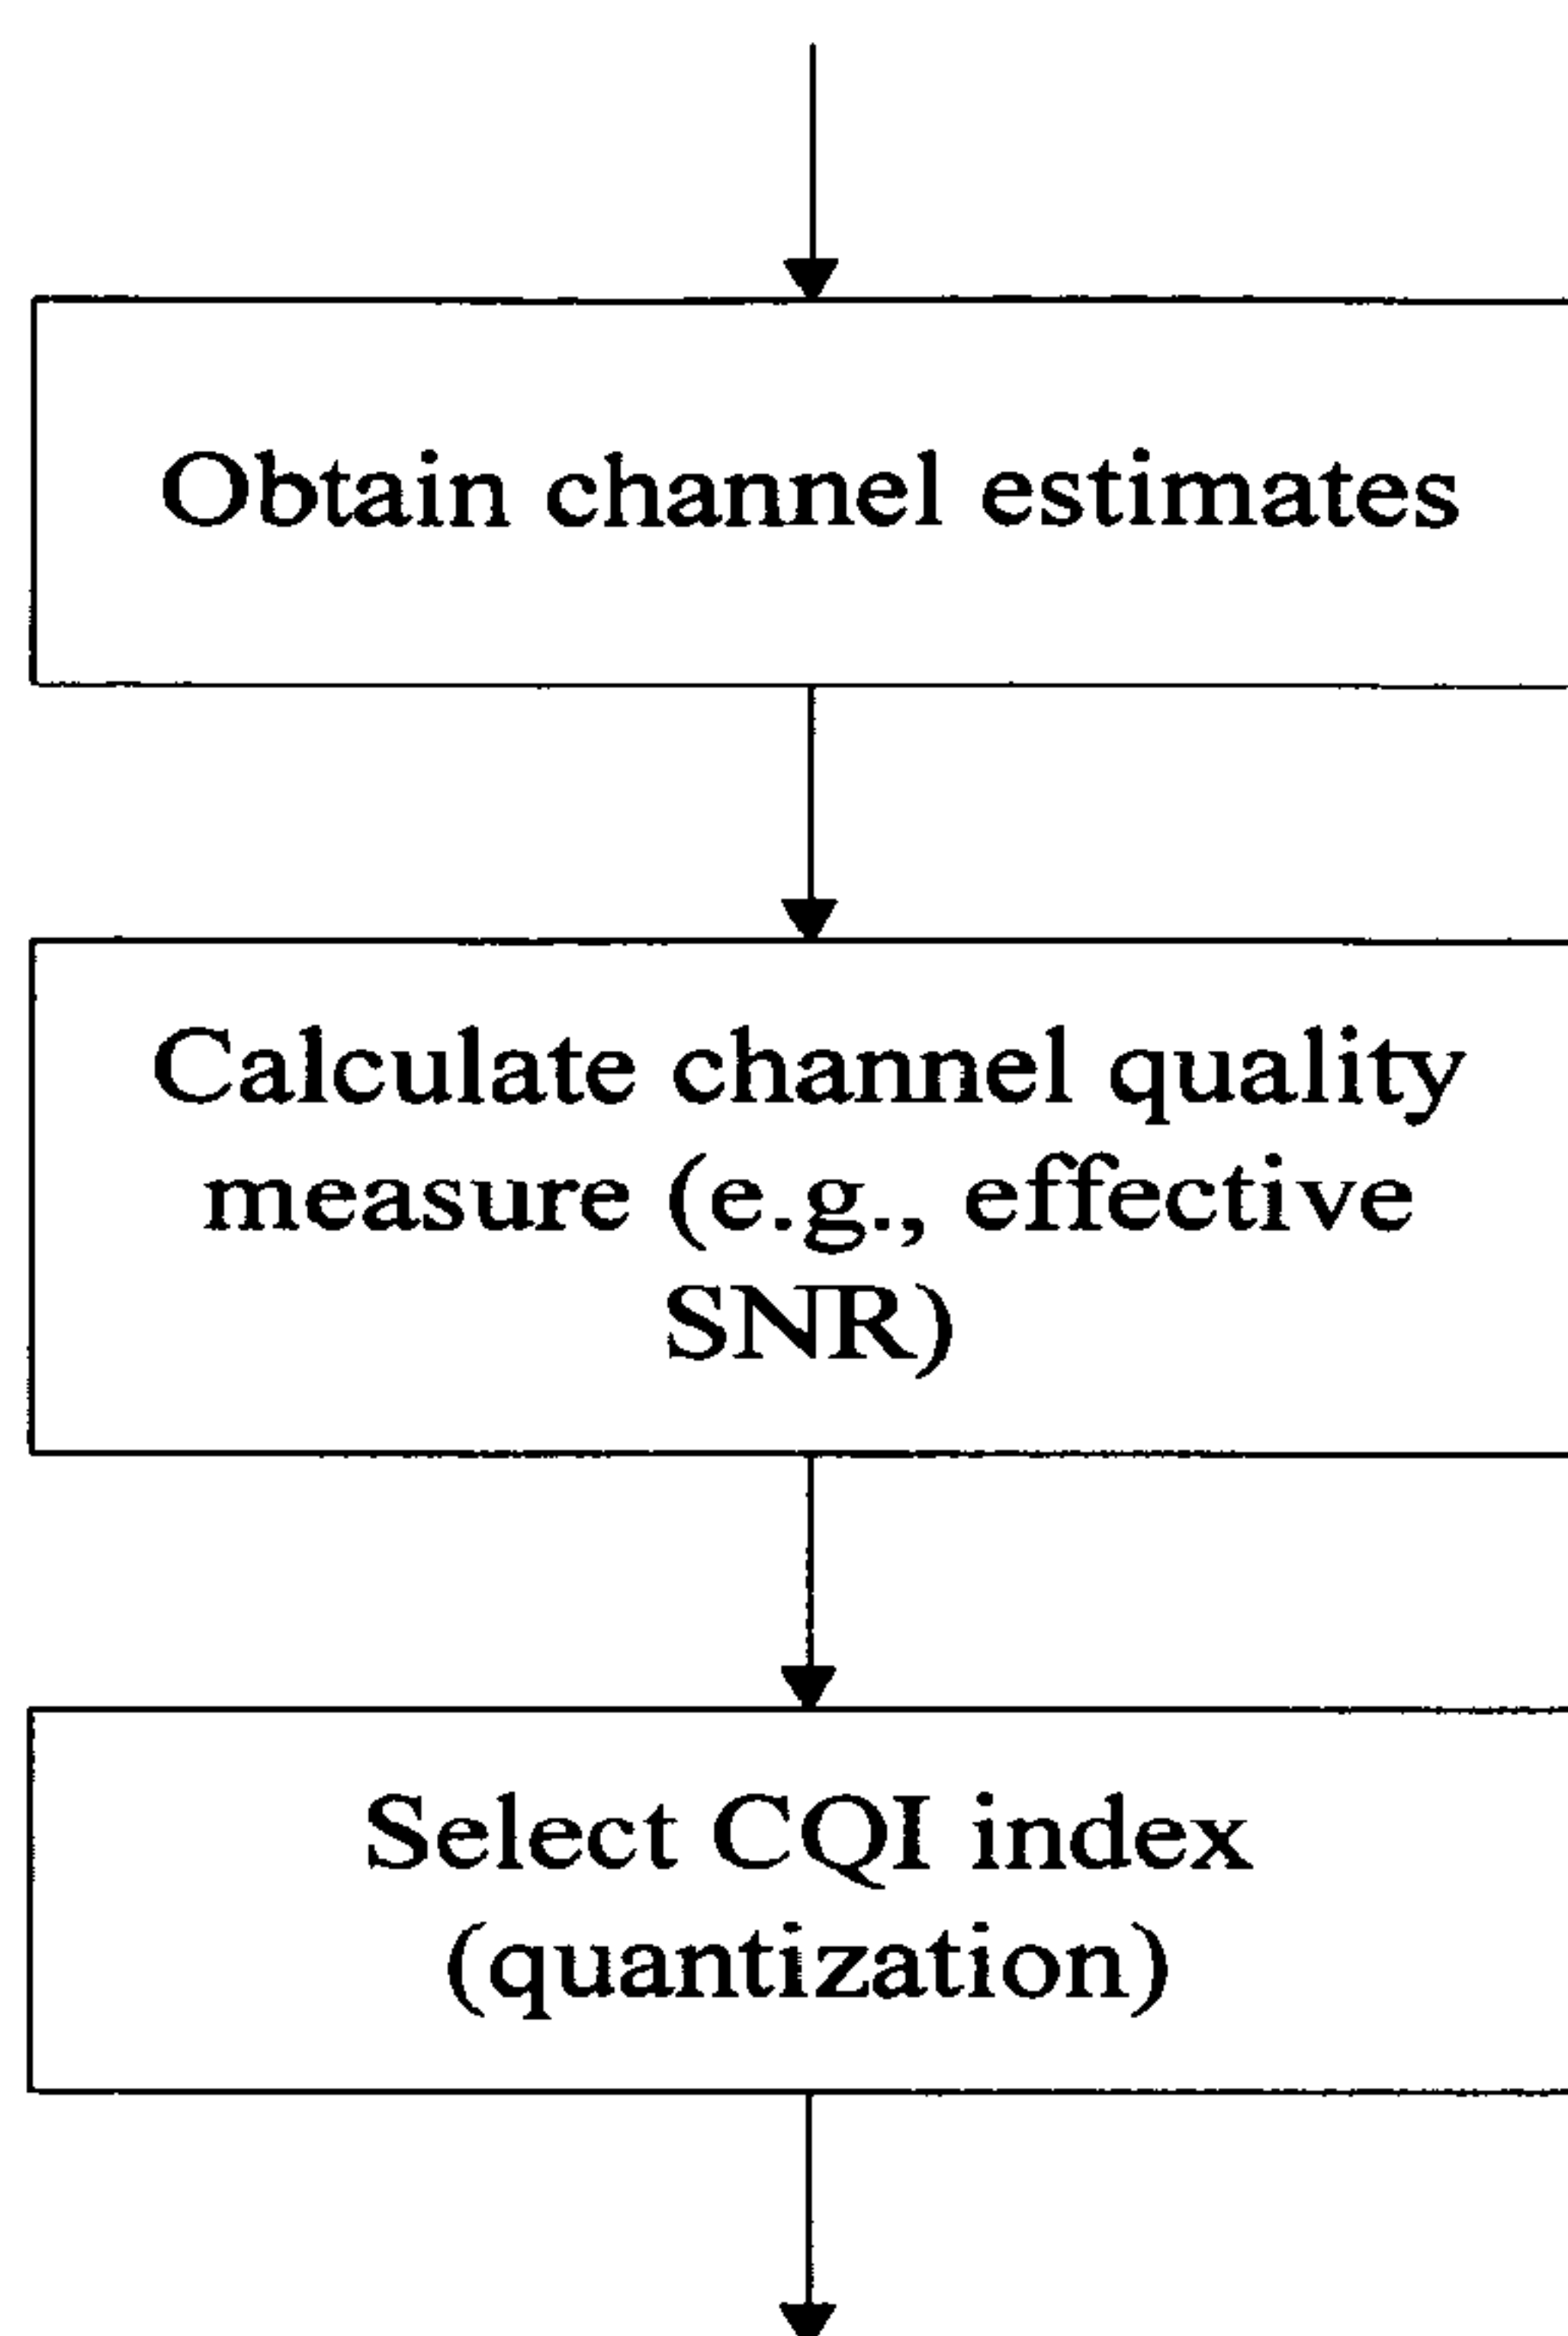 Obtain channel estimates
Calculate channel quality
measure (e.g., effective
SNR)
Select CQI index
(quantization)